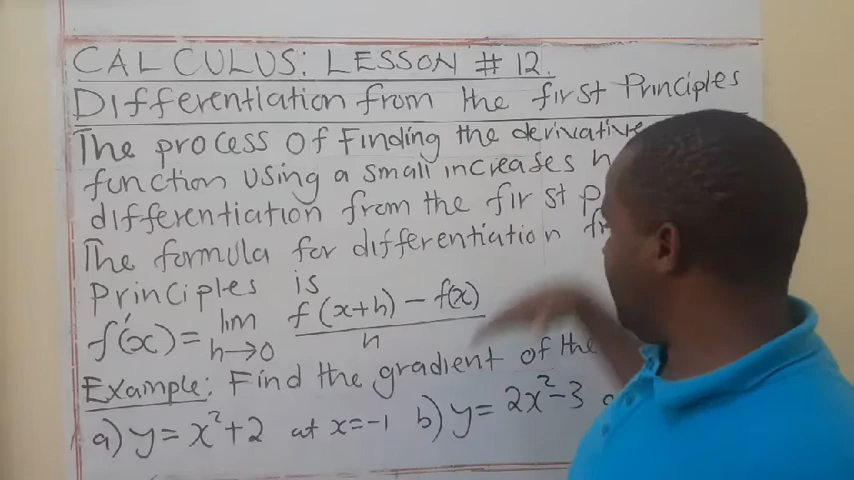 CALCULUS: LESSON # 12.
Differentiation from the first Principles
The process of Finding the derivative
function using a small increases h
differentiation from the first
The formula for differentiation
Principles is
f'(x) = lim h→0 f(x+h) - f(x) / h
Example: Find the gradient of the
a) y = x² + 2 at x = -1 b) y = 2x² - 3